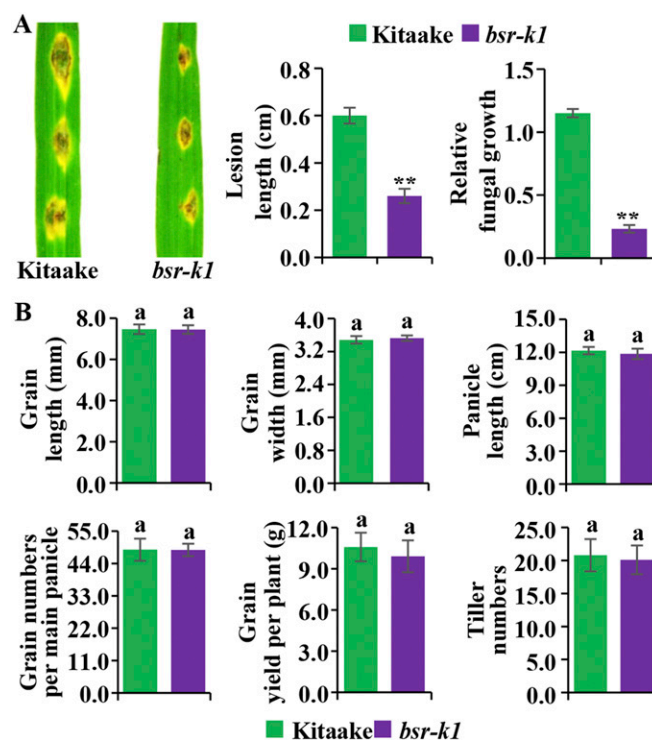 A
Kitaake bsr-k1
Kitaake
bsr-k1
Lesion
length (cm)
0.8
0.6
0.4
0.2
0.0
**
Relative
fungal growth
1.5
1.0
0.5
0.0
**
B
Grain
length (mm)
8.0
6.0
4.0
2.0
0.0
a a
Grain
width (mm)
4.0
3.2
2.4
1.6
0.8
0.0
a a
Panicle
length (cm)
15.0
12.0
9.0
6.0
3.0
0.0
a a
Grain numbers
per main panicle
55.0
44.0
33.0
22.0
11.0
0.0
a a
Grain
yield per plant (g)
12.0
10.0
8.0
6.0
4.0
2.0
0.0
a a
Tiller
numbers
25.0
20.0
15.0
10.0
5.0
0.0
a a
Kitaake bsr-k1